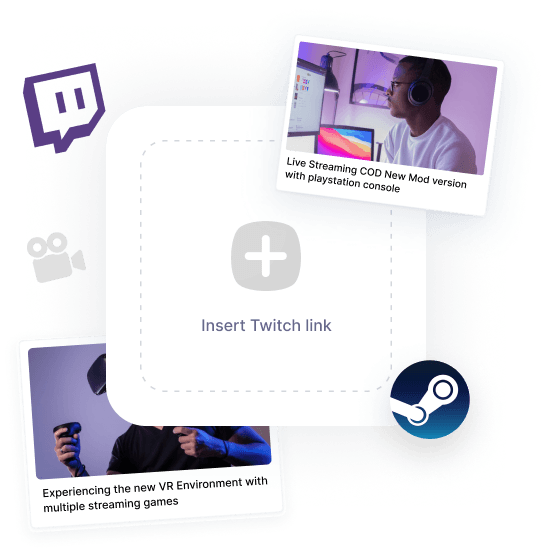 Live Streaming COD New Mod version
with playstation console
Insert Twitch link
Experiencing the new VR Environment with
multiple streaming games